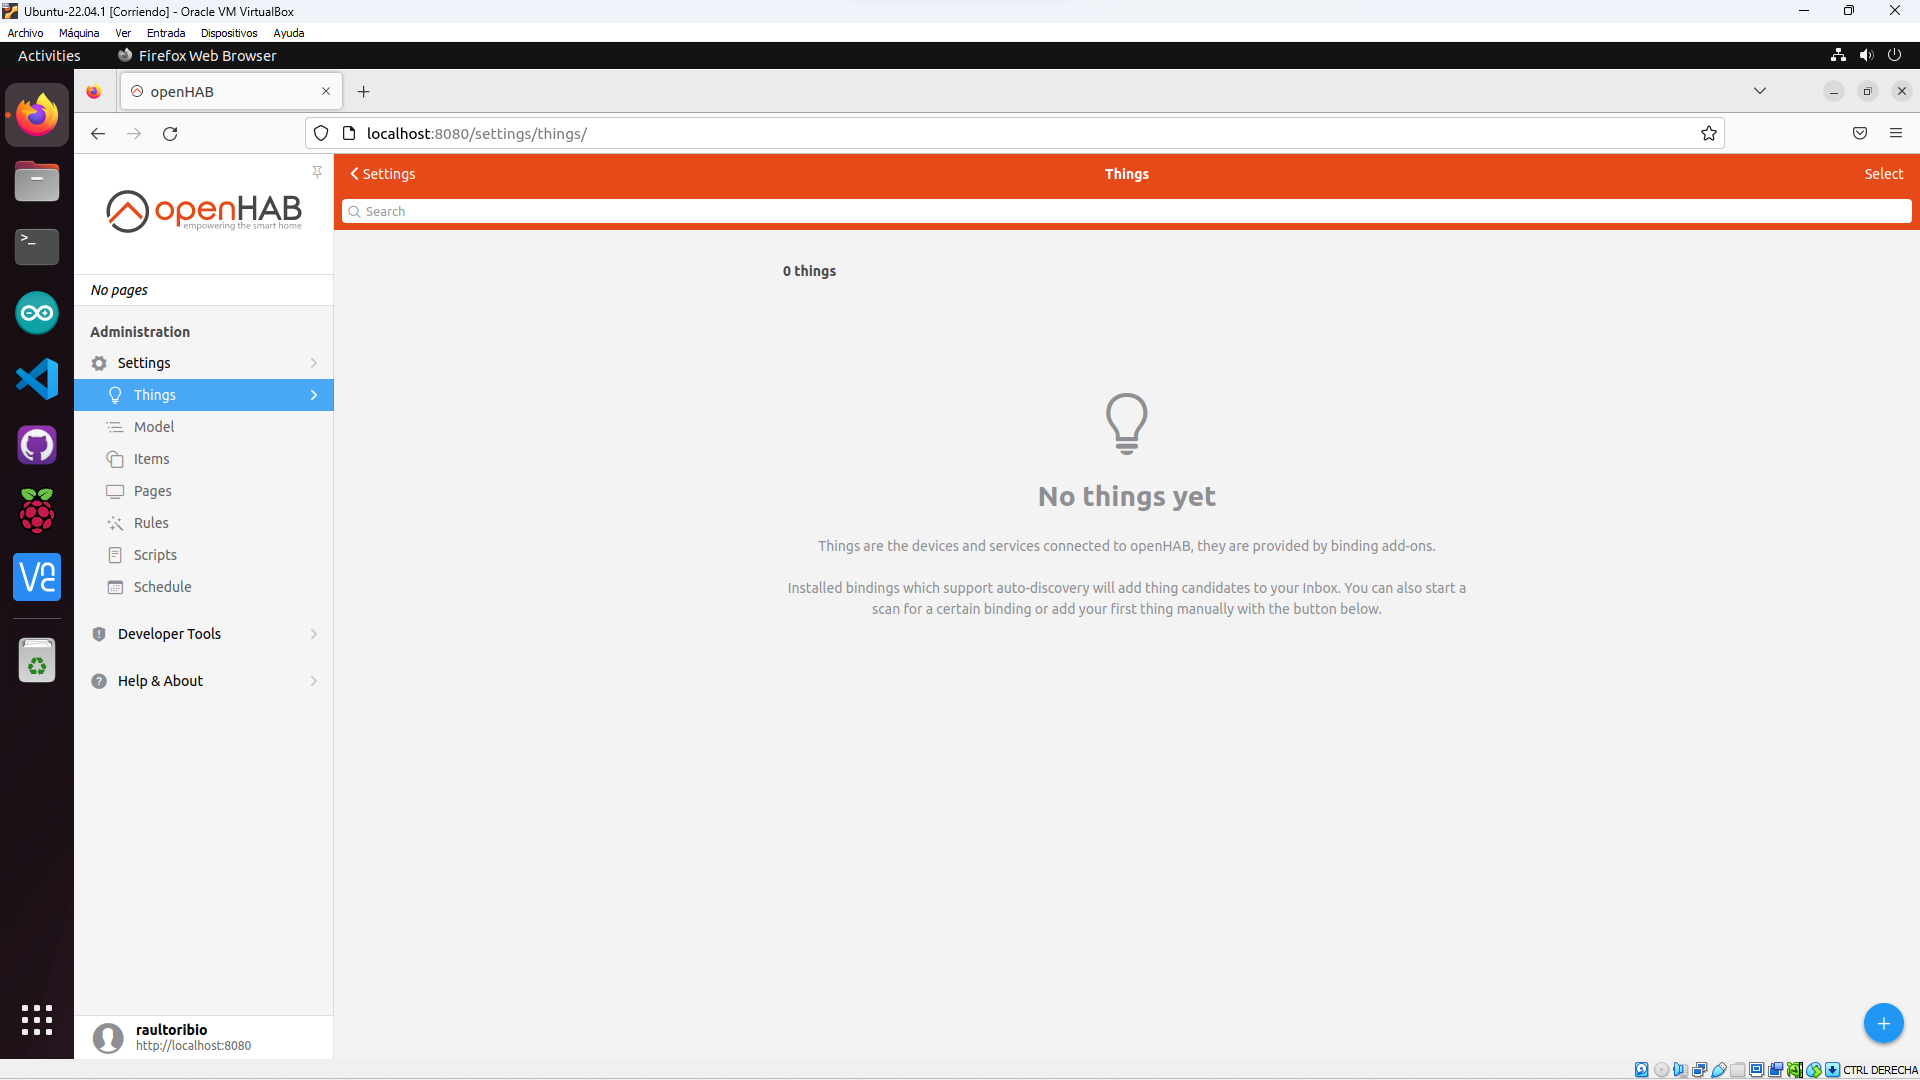 Ubuntu-22.04.1 [Corriendo] - Oracle VM VirtualBox
Archivo Máquina Ver Entrada Dispositivos Ayuda
Activities Firefox Web Browser
openHAB
localhost:8080/settings/things/
openHAB
empowering the smart home
No pages
Administration
Settings
Things
Model
Items
Pages
Rules
Scripts
Schedule
Developer Tools
Help & About
raultoribio
http://localhost:8080
Settings
Things
Select
Search
0 things
No things yet
Things are the devices and services connected to openHAB, they are provided by binding add-ons.
Installed bindings which support auto-discovery will add thing candidates to your Inbox. You can also start a
scan for a certain binding or add your first thing manually with the button below.
CTRL DERECHA